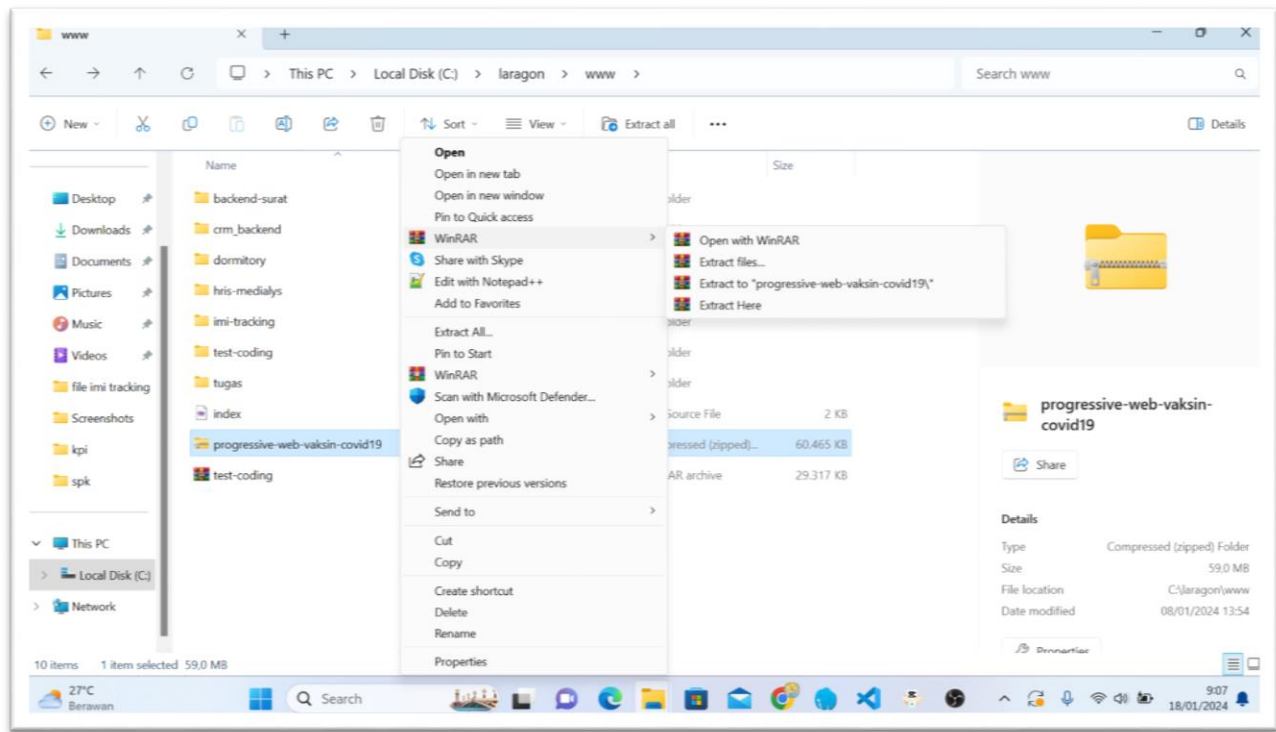 www
This PC > Local Disk (C:) > laragon > www >
Search www
New
Sort
View
Extract all
Details
Name
Size
Desktop
Downloads
Documents
Pictures
Music
Videos
file imi tracking
Screenshots
kpi
spk
This PC
Local Disk (C:)
Network
backend-surat
crm_backend
dormitory
hris-medialys
imi-tracking
test-coding
tugas
index
Source File 2 KB
progressive-web-vaksin-covid19
(zipped)... 60.465 KB
test-coding
archive 29.317 KB
Open
Open in new tab
Open in new window
Pin to Quick access
WinRAR
Share with Skype
Edit with Notepad++
Add to Favorites
Extract All...
Pin to Start
WinRAR
Scan with Microsoft Defender...
Open with
Copy as path
Share
Restore previous versions
Send to
Cut
Copy
Create shortcut
Delete
Rename
Properties
Open with WinRAR
Extract files...
Extract to "progressive-web-vaksin-covid19\"
Extract Here
progressive-web-vaksin-
covid19
Share
Details
Type Compressed (zipped) Folder
Size 59,0 MB
File location C:\laragon\www
Date modified 08/01/2024 13:54
Properties
10 items 1 item selected 59,0 MB
27°C
Berawan
Search
9:07
18/01/2024